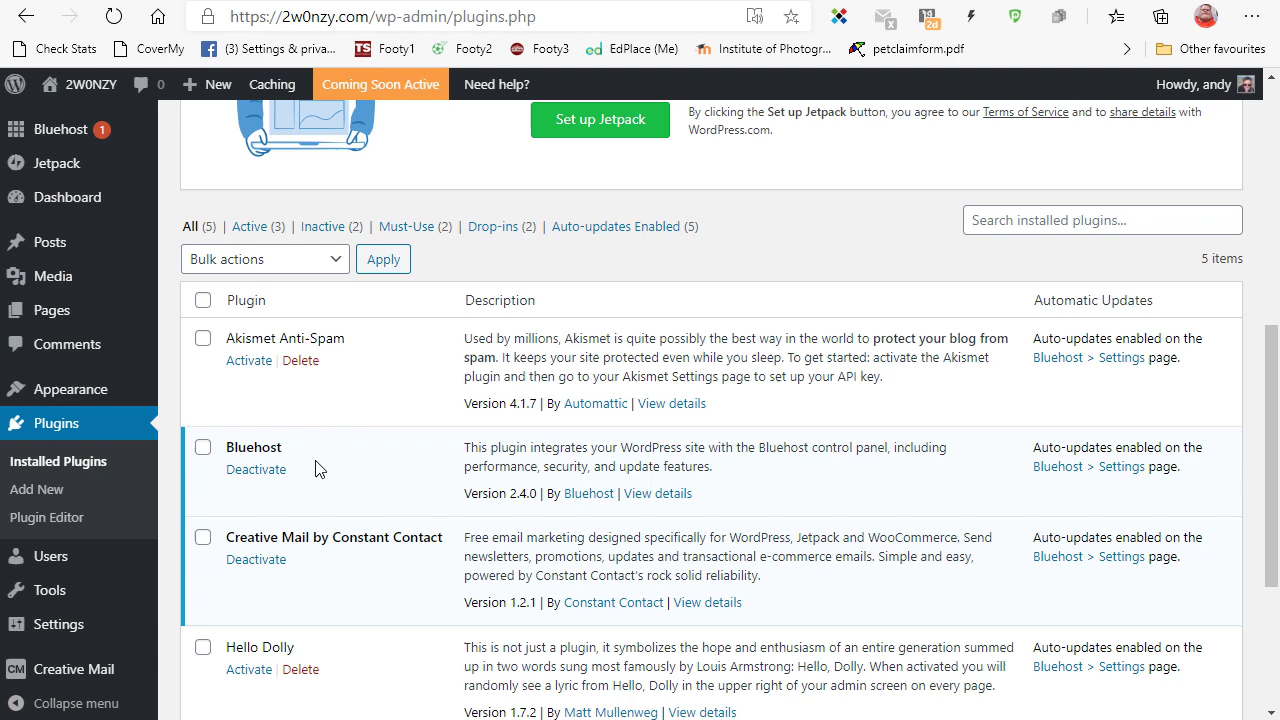 https://2w0nzy.com/wp-admin/plugins.php
x
2d
Check Stats
CoverMy
(3) Settings & priva...
TS
Footy1
Footy2
Footy3
ed
EdPlace (Me)
Institute of Photogr...
petclaimform.pdf
Other favourites
2W0NZY
0
New
Caching
Coming Soon Active
Need help?
Howdy, andy
Bluehost 1
Jetpack
Dashboard
Posts
Media
Pages
Comments
Appearance
Plugins
Installed Plugins
Add New
Plugin Editor
Users
Tools
Settings
CM
Creative Mail
Collapse menu
Set up Jetpack
By clicking the Set up Jetpack button, you agree to our Terms of Service and to share details with
WordPress.com.
All (5) | Active (3) | Inactive (2) | Must-Use (2) | Drop-ins (2) | Auto-updates Enabled (5)
Search installed plugins...
Bulk actions
Apply
5 items
Plugin
Description
Automatic Updates
Akismet Anti-Spam
Activate | Delete
Used by millions, Akismet is quite possibly the best way in the world to protect your blog from
spam. It keeps your site protected even while you sleep. To get started: activate the Akismet
plugin and then go to your Akismet Settings page to set up your API key.
Version 4.1.7 | By Automattic | View details
Auto-updates enabled on the
Bluehost > Settings page.
Bluehost
Deactivate
This plugin integrates your WordPress site with the Bluehost control panel, including
performance, security, and update features.
Version 2.4.0 | By Bluehost | View details
Auto-updates enabled on the
Bluehost > Settings page.
Creative Mail by Constant Contact
Deactivate
Free email marketing designed specifically for WordPress, Jetpack and WooCommerce. Send
newsletters, promotions, updates and transactional e-commerce emails. Simple and easy,
powered by Constant Contact's rock solid reliability.
Version 1.2.1 | By Constant Contact | View details
Auto-updates enabled on the
Bluehost > Settings page.
Hello Dolly
Activate | Delete
This is not just a plugin, it symbolizes the hope and enthusiasm of an entire generation summed
up in two words sung most famously by Louis Armstrong: Hello, Dolly. When activated you will
randomly see a lyric from Hello, Dolly in the upper right of your admin screen on every page.
Version 1.7.2 | By Matt Mullenweg | View details
Auto-updates enabled on the
Bluehost > Settings page.